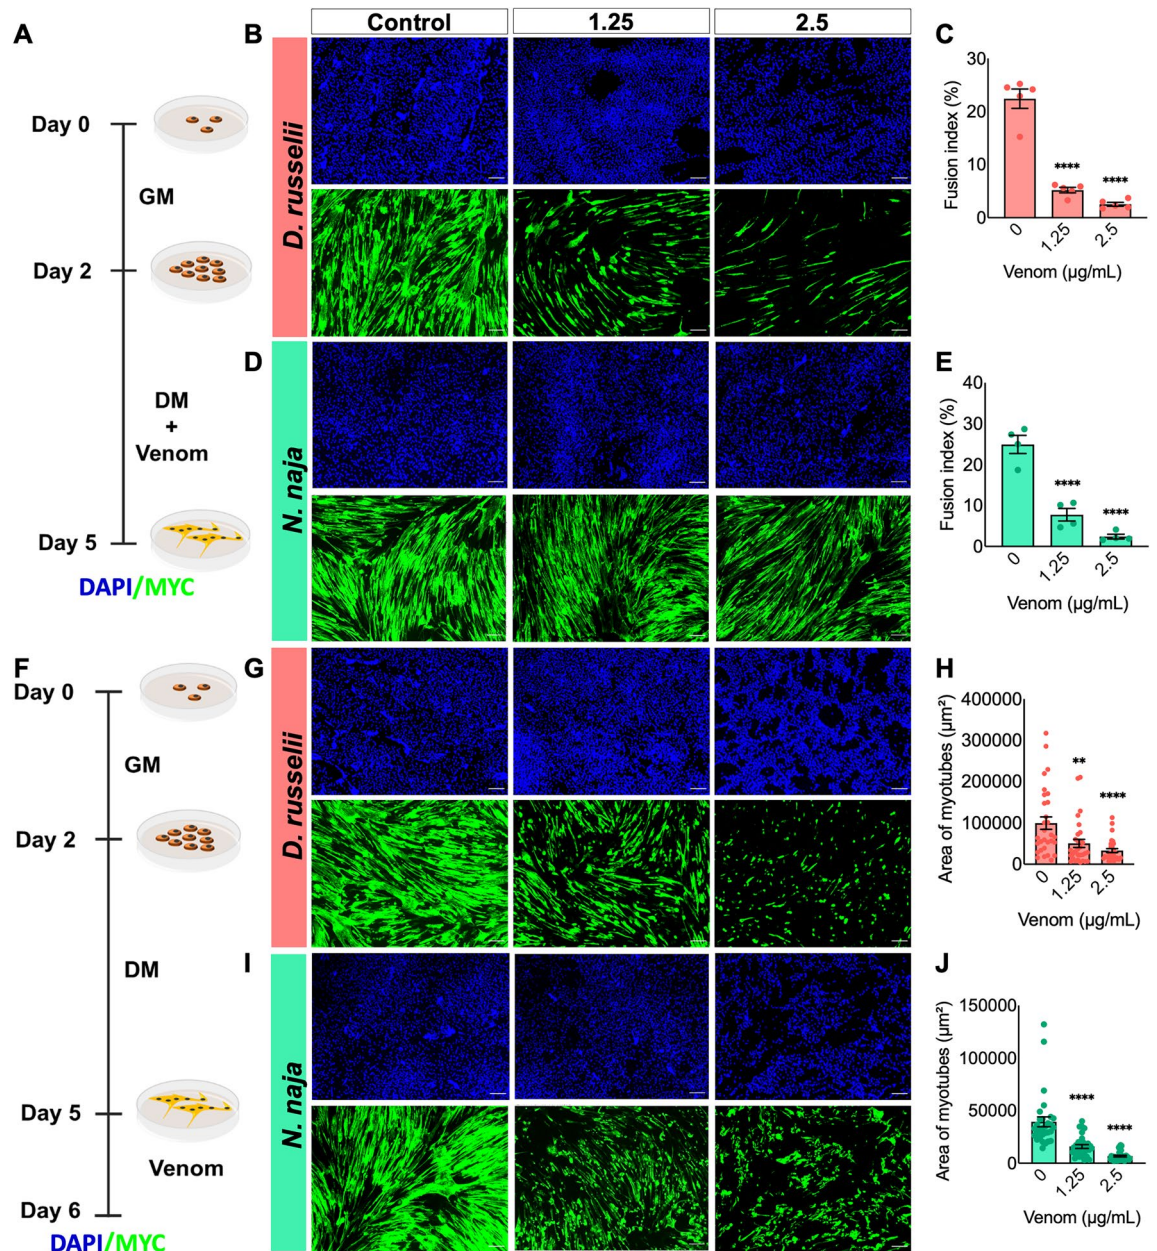 A
Day 0
GM
Day 2
DM
+
Venom
Day 5
DAPI/MYC
Control 1.25 2.5
B
D. russelii
C
Fusion index (%)
30
20
10
0
****
****
0 1.25 2.5
Venom (µg/mL)
D
N. naja
E
Fusion index (%)
40
30
20
10
0
****
****
0 1.25 2.5
Venom (µg/mL)
F
Day 0
GM
Day 2
DM
Day 5
Venom
Day 6
DAPI/MYC
G
D. russelii
H
Area of myotubes (µm²)
400000
300000
200000
100000
0
**
****
0 1.25 2.5
Venom (µg/mL)
I
N. naja
J
Area of myotubes (µm²)
150000
100000
50000
0
****
****
0 1.25 2.5
Venom (µg/mL)